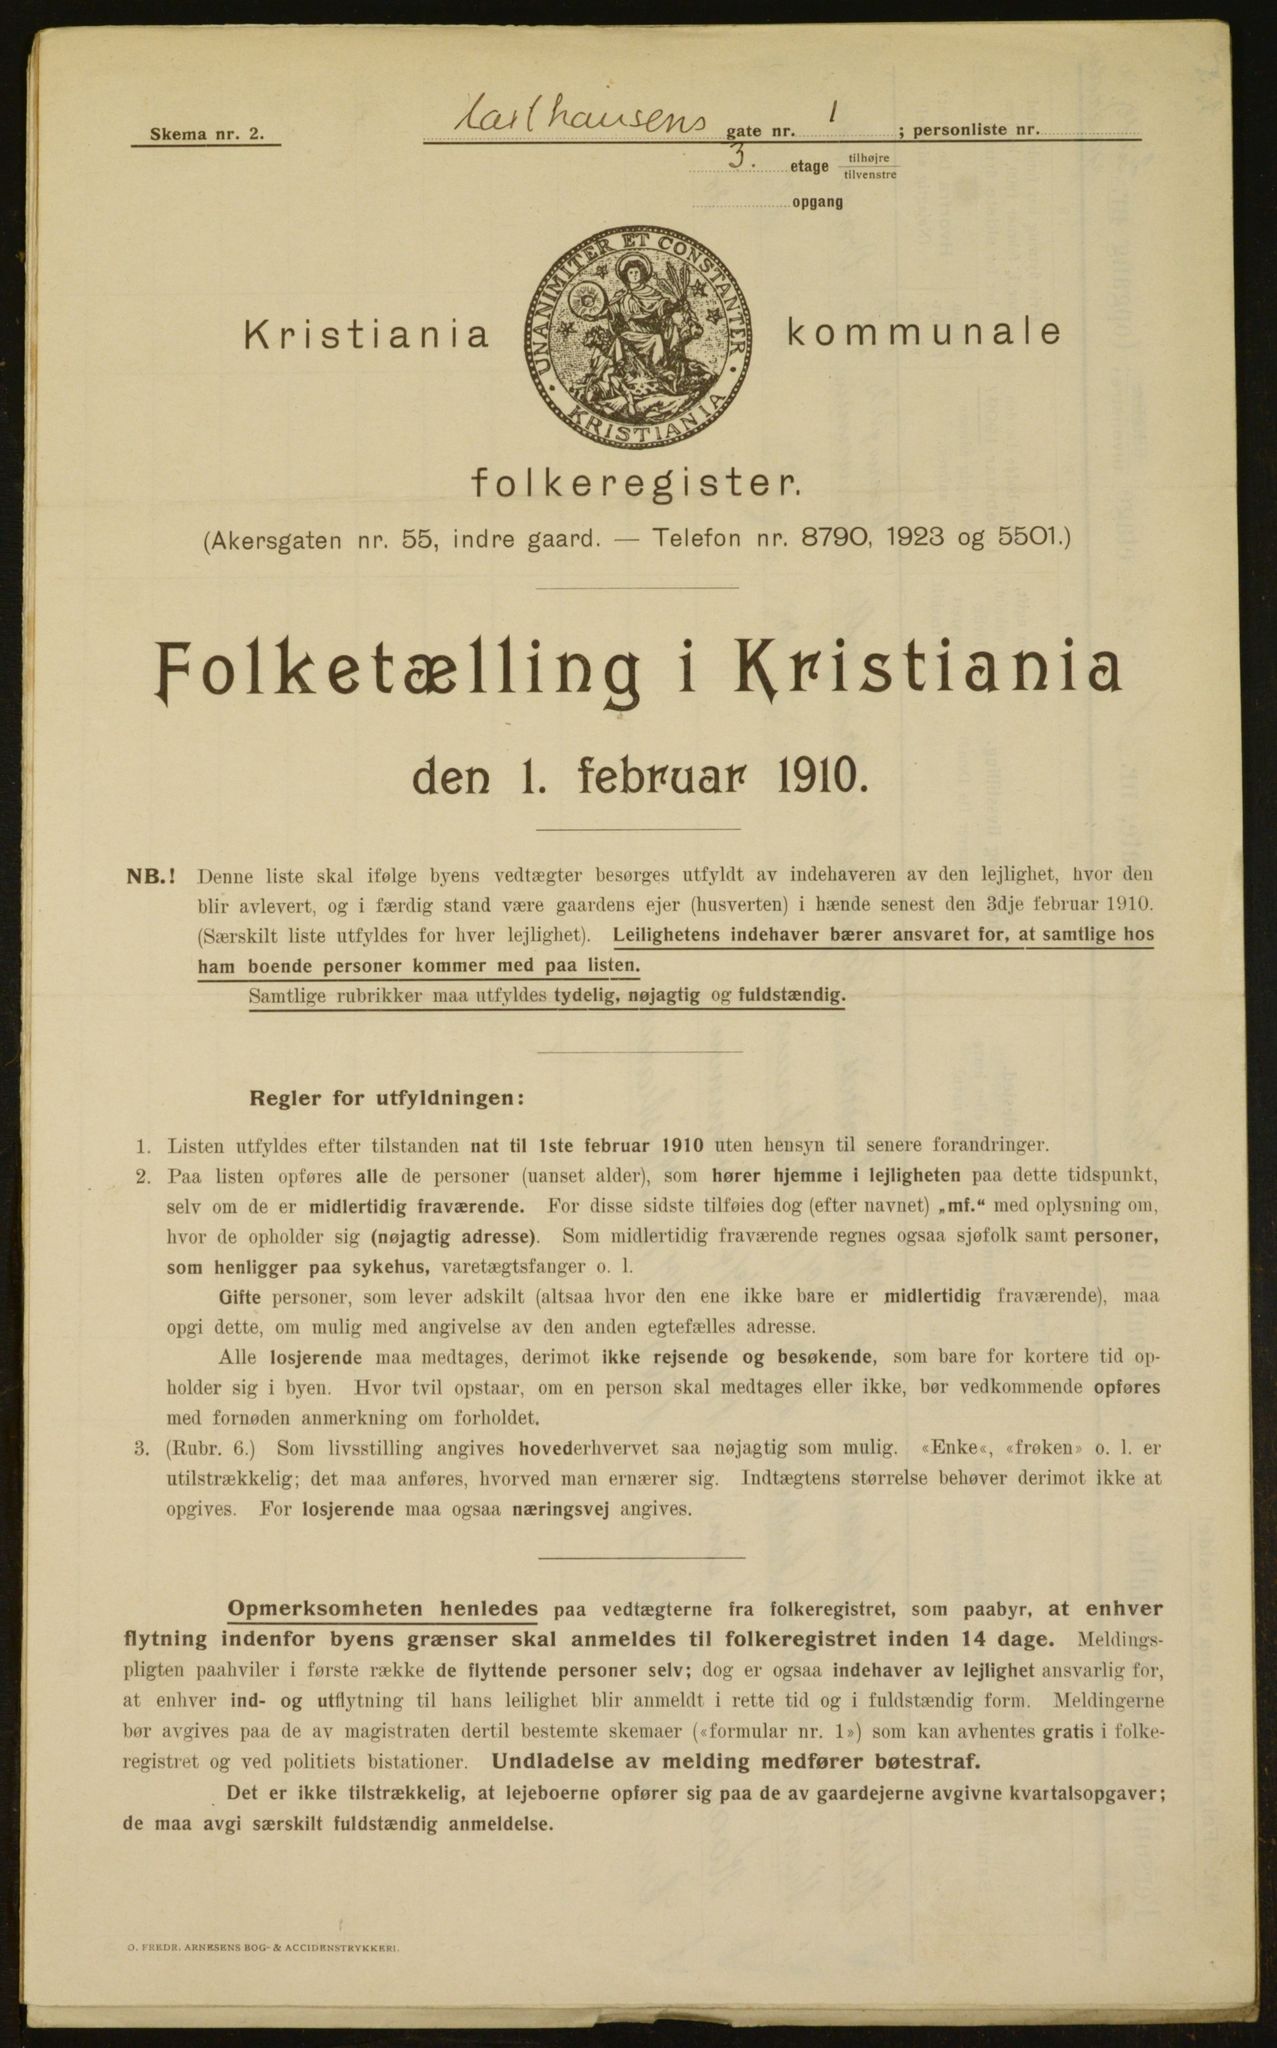 Skema nr. 2.
Carl hausens gate nr. 1 ; personliste nr.
3. etage tilhøjre
tilvenstre
opgang
UNANIMITER ET CONSTANTER · KRISTIANIA ·
Kristiania kommunale
folkeregister.
(Akersgaten nr. 55, indre gaard. — Telefon nr. 8790, 1923 og 5501.)
Folketælling i Kristiania
den 1. februar 1910.
NB.! Denne liste skal ifølge byens vedtægter besørges utfyldt av indehaveren av den lejlighet, hvor den
blir avlevert, og i færdig stand være gaardens ejer (husverten) i hænde senest den 3dje februar 1910.
(Særskilt liste utfyldes for hver lejlighet). Leilighetens indehaver bærer ansvaret for, at samtlige hos
ham boende personer kommer med paa listen.
Samtlige rubrikker maa utfyldes tydelig, nøjagtig og fuldstændig.
Regler for utfyldningen:
1. Listen utfyldes efter tilstanden nat til 1ste februar 1910 uten hensyn til senere forandringer.
2. Paa listen opføres alle de personer (uanset alder), som hører hjemme i lejligheten paa dette tidspunkt,
selv om de er midlertidig fraværende. For disse sidste tilføies dog (efter navnet) „mf.“ med oplysning om,
hvor de opholder sig (nøjagtig adresse). Som midlertidig fraværende regnes ogsaa sjøfolk samt personer,
som henligger paa sykehus, varetægtsfanger o. l.
Gifte personer, som lever adskilt (altsaa hvor den ene ikke bare er midlertidig fraværende), maa
opgi dette, om mulig med angivelse av den anden egtefælles adresse.
Alle losjerende maa medtages, derimot ikke rejsende og besøkende, som bare for kortere tid op-
holder sig i byen. Hvor tvil opstaar, om en person skal medtages eller ikke, bør vedkommende opføres
med fornøden anmerkning om forholdet.
3. (Rubr. 6.) Som livsstilling angives hovederhvervet saa nøjagtig som mulig. «Enke«, «frøken» o. l. er
utilstrækkelig; det maa anføres, hvorved man ernærer sig. Indtægtens størrelse behøver derimot ikke at
opgives. For losjerende maa ogsaa næringsvej angives.
Opmerksomheten henledes paa vedtægterne fra folkeregistret, som paabyr, at enhver
flytning indenfor byens grænser skal anmeldes til folkeregistret inden 14 dage. Meldings-
pligten paahviler i første række de flyttende personer selv; dog er ogsaa indehaver av lejlighet ansvarlig for,
at enhver ind- og utflytning til hans leilighet blir anmeldt i rette tid og i fuldstændig form. Meldingerne
bør avgives paa de av magistraten dertil bestemte skemaer («formular nr. 1») som kan avhentes gratis i folke-
registret og ved politiets bistationer. Undladelse av melding medfører bøtestraf.
Det er ikke tilstrækkelig, at lejeboerne opfører sig paa de av gaardejerne avgivne kvartalsopgaver;
de maa avgi særskilt fuldstændig anmeldelse.
O. FREDR. ARNESENS BOG- & ACCIDENSTRYKKERI.